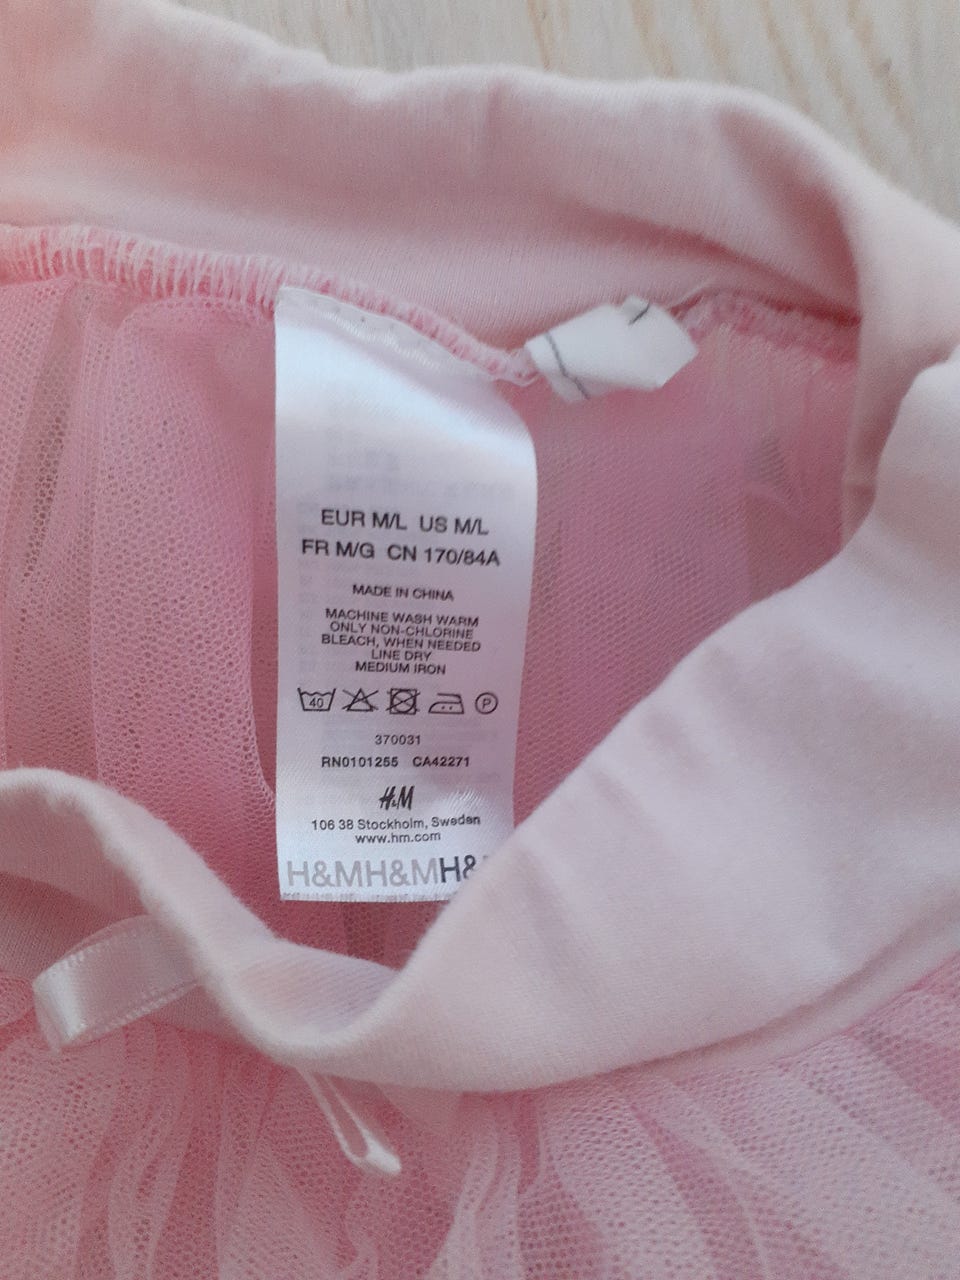 EUR M/L US M/L
FR M/G CN 170/84A
MADE IN CHINA
MACHINE WASH WARM
ONLY NON-CHLORINE
BLEACH, WHEN NEEDED
LINE DRY
MEDIUM IRON
40 P
370031
RN0101255 CA42271
H&M
106 38 Stockholm, Sweden
www.hm.com
H&MH&MH&